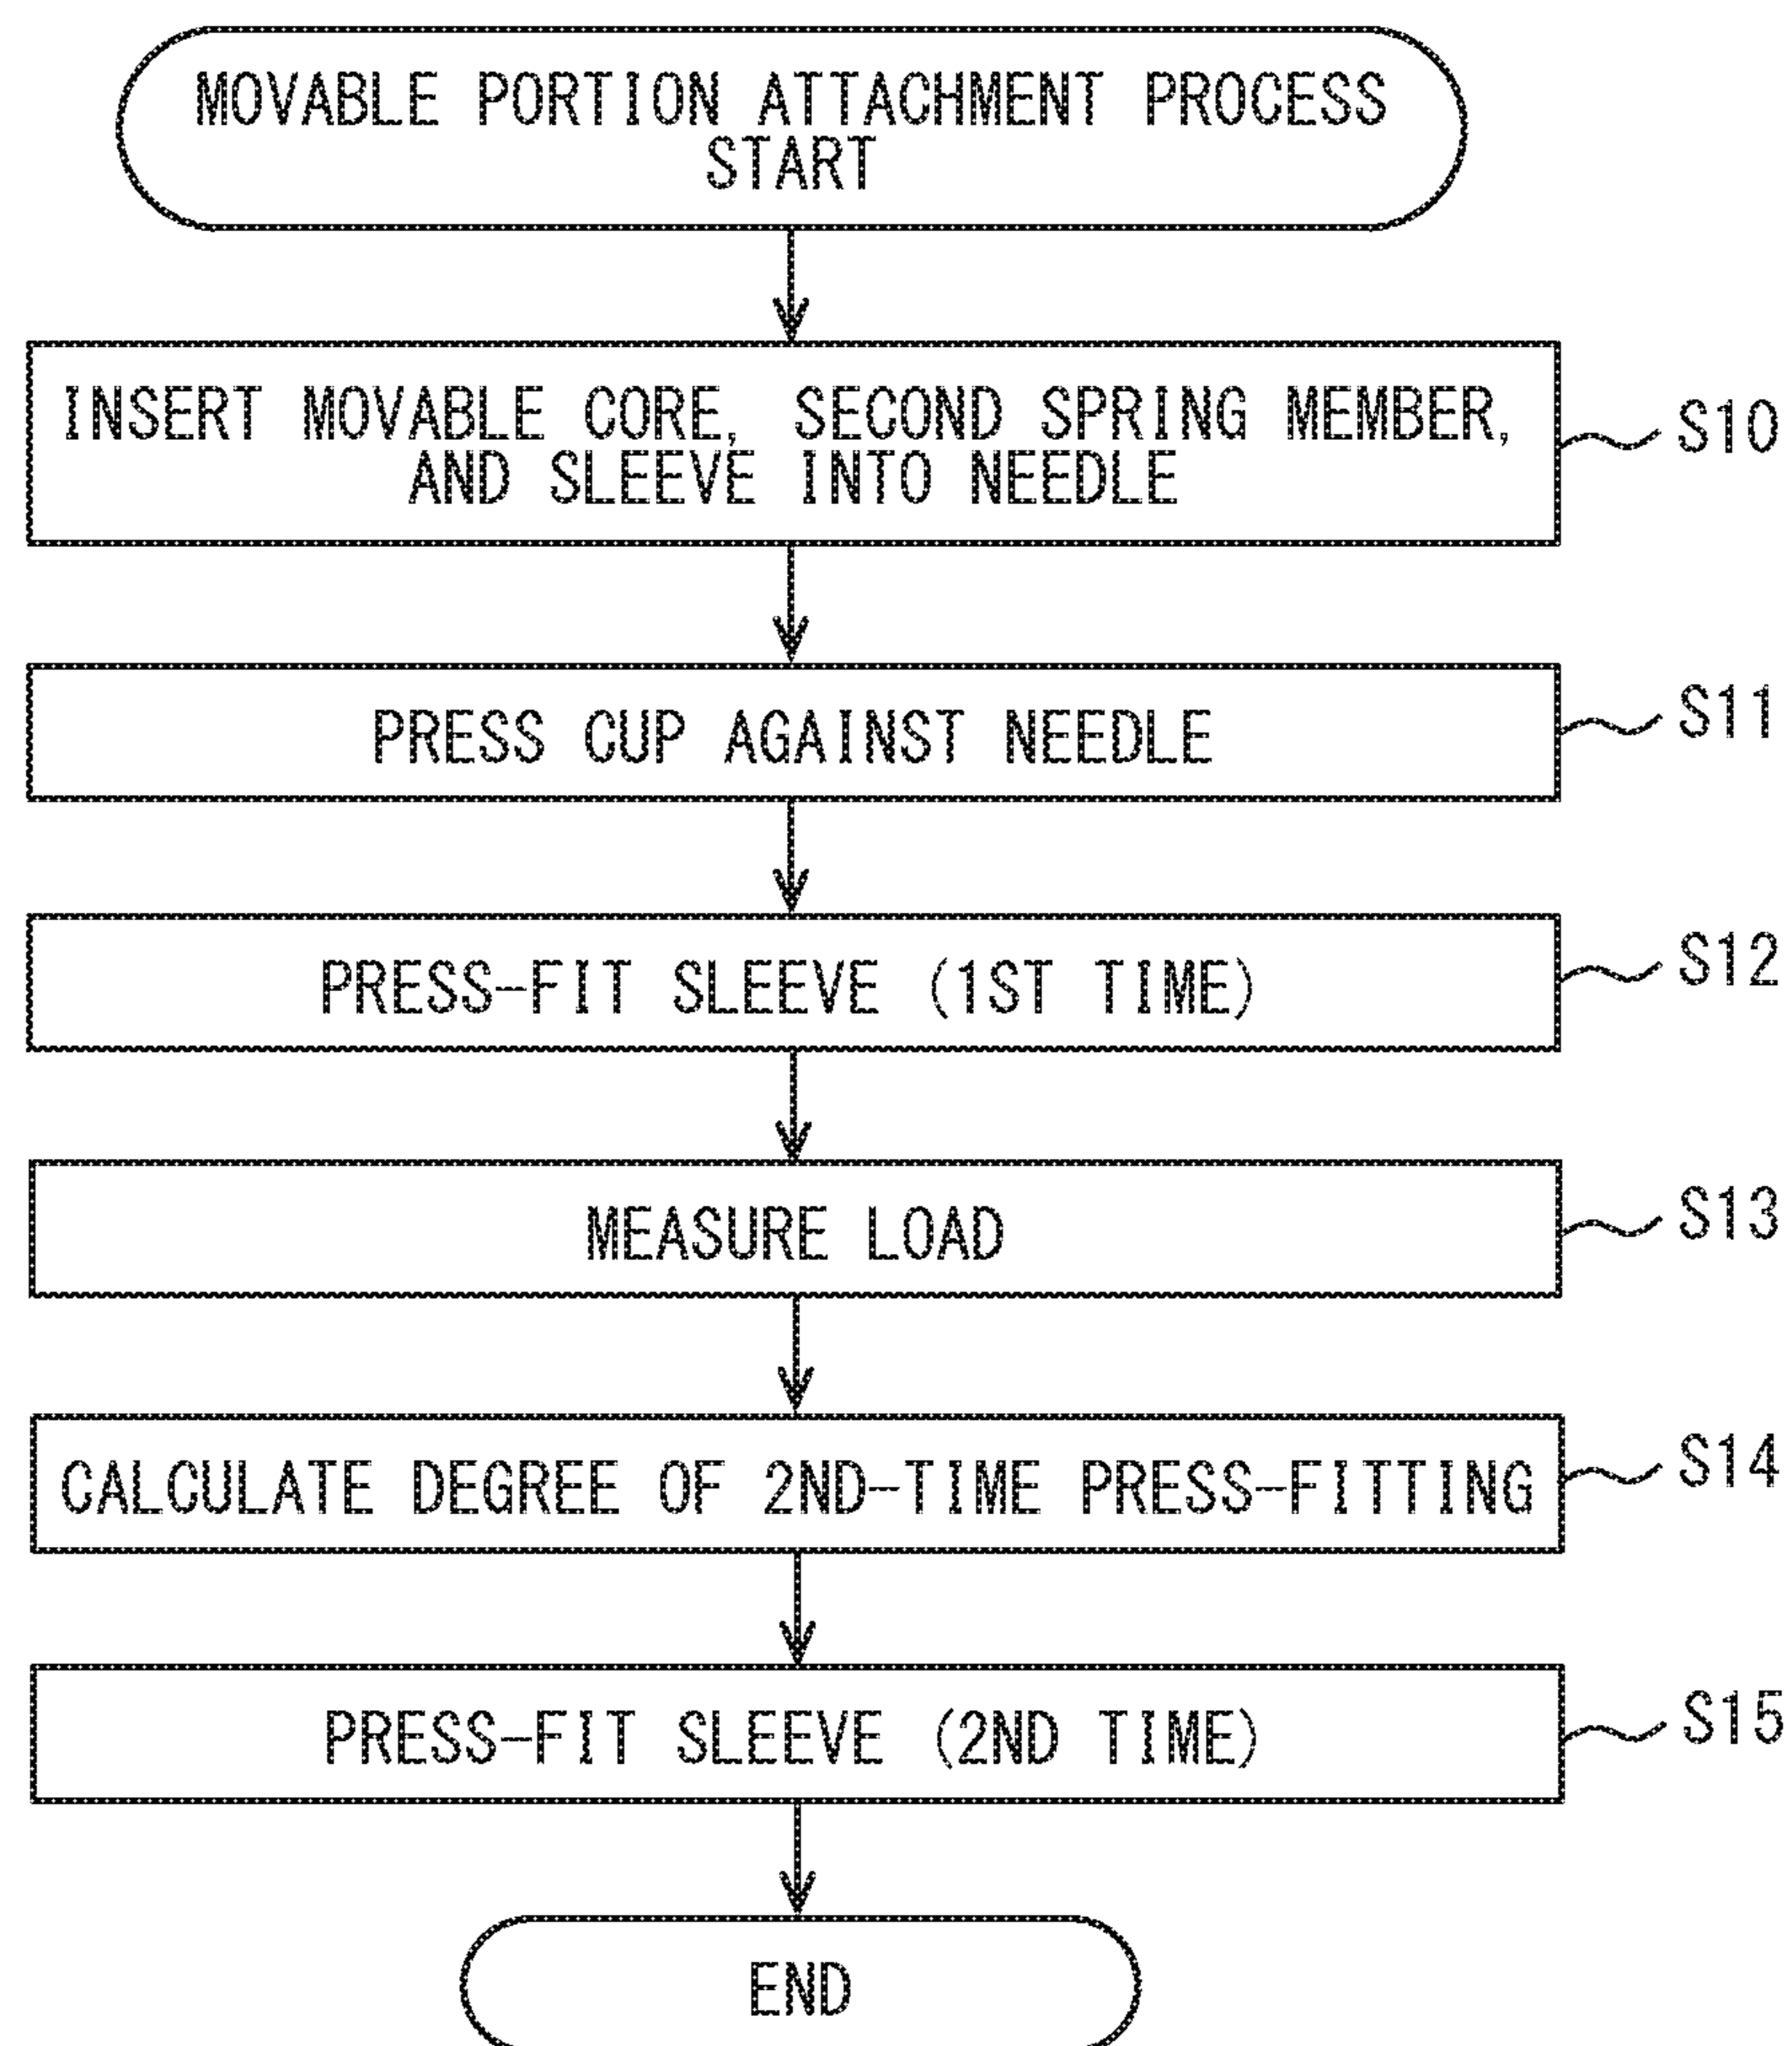 MOVABLE PORTION ATTACHMENT PROCESS
START
INSERT MOVABLE CORE, SECOND SPRING MEMBER,
AND SLEEVE INTO NEEDLE
S10
PRESS CUP AGAINST NEEDLE
S11
PRESS-FIT SLEEVE (1ST TIME)
S12
MEASURE LOAD
S13
CALCULATE DEGREE OF 2ND-TIME PRESS-FITTING
S14
PRESS-FIT SLEEVE (2ND TIME)
S15
END